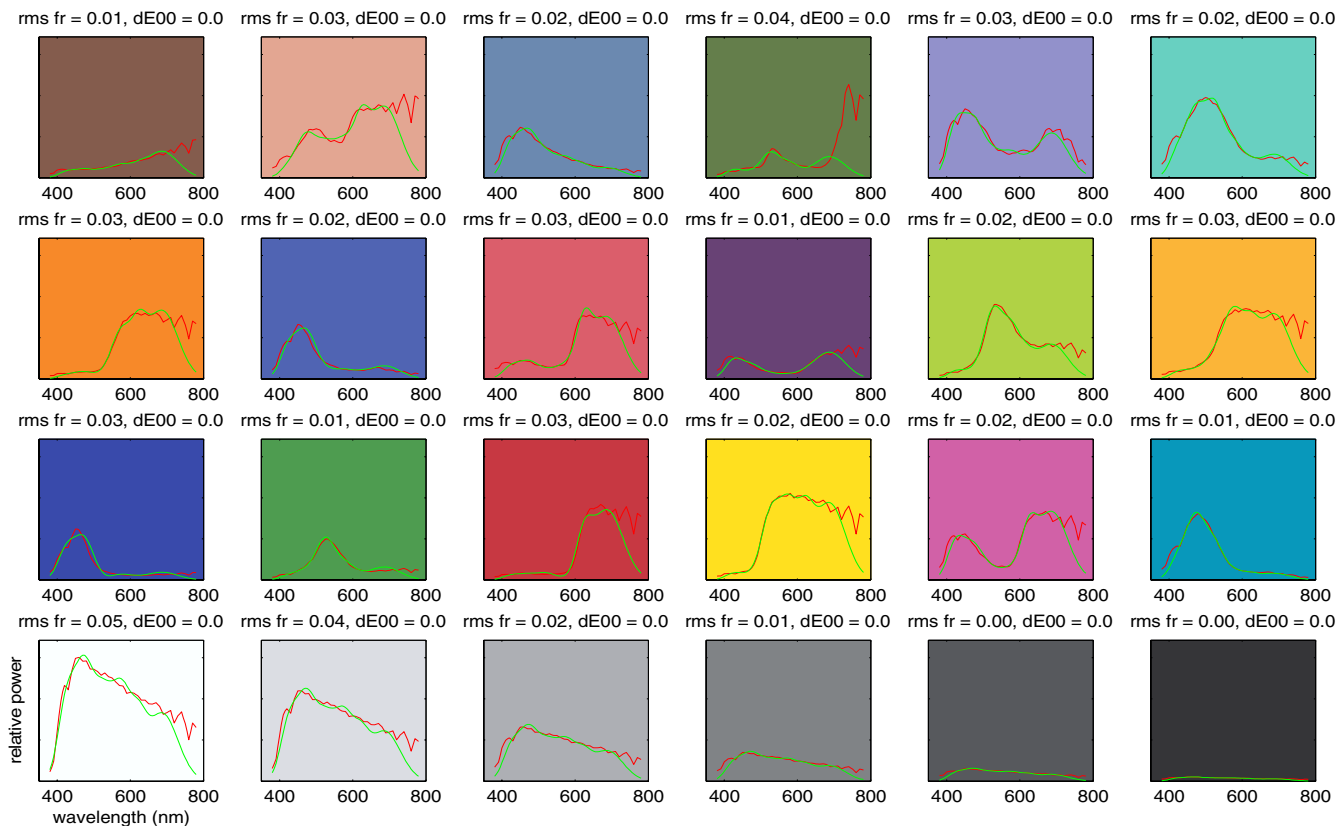 rms fr = 0.01, dE00 = 0.0 rms fr = 0.03, dE00 = 0.0 rms fr = 0.02, dE00 = 0.0 rms fr = 0.04, dE00 = 0.0 rms fr = 0.03, dE00 = 0.0 rms fr = 0.02, dE00 = 0.0
400 600 800 400 600 800 400 600 800 400 600 800 400 600 800 400 600 800
rms fr = 0.03, dE00 = 0.0 rms fr = 0.02, dE00 = 0.0 rms fr = 0.03, dE00 = 0.0 rms fr = 0.01, dE00 = 0.0 rms fr = 0.02, dE00 = 0.0 rms fr = 0.03, dE00 = 0.0
400 600 800 400 600 800 400 600 800 400 600 800 400 600 800 400 600 800
rms fr = 0.03, dE00 = 0.0 rms fr = 0.01, dE00 = 0.0 rms fr = 0.03, dE00 = 0.0 rms fr = 0.02, dE00 = 0.0 rms fr = 0.02, dE00 = 0.0 rms fr = 0.01, dE00 = 0.0
400 600 800 400 600 800 400 600 800 400 600 800 400 600 800 400 600 800
rms fr = 0.05, dE00 = 0.0 rms fr = 0.04, dE00 = 0.0 rms fr = 0.02, dE00 = 0.0 rms fr = 0.01, dE00 = 0.0 rms fr = 0.00, dE00 = 0.0 rms fr = 0.00, dE00 = 0.0
relative power
400 600 800 400 600 800 400 600 800 400 600 800 400 600 800 400 600 800
wavelength (nm)